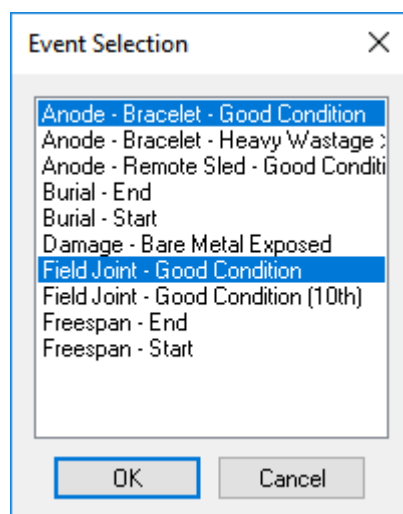 Event Selection
Anode - Bracelet - Good Condition
Anode - Bracelet - Heavy Wastage >
Anode - Remote Sled - Good Conditi
Burial - End
Burial - Start
Damage - Bare Metal Exposed
Field Joint - Good Condition
Field Joint - Good Condition (10th)
Freespan - End
Freespan - Start
OK Cancel